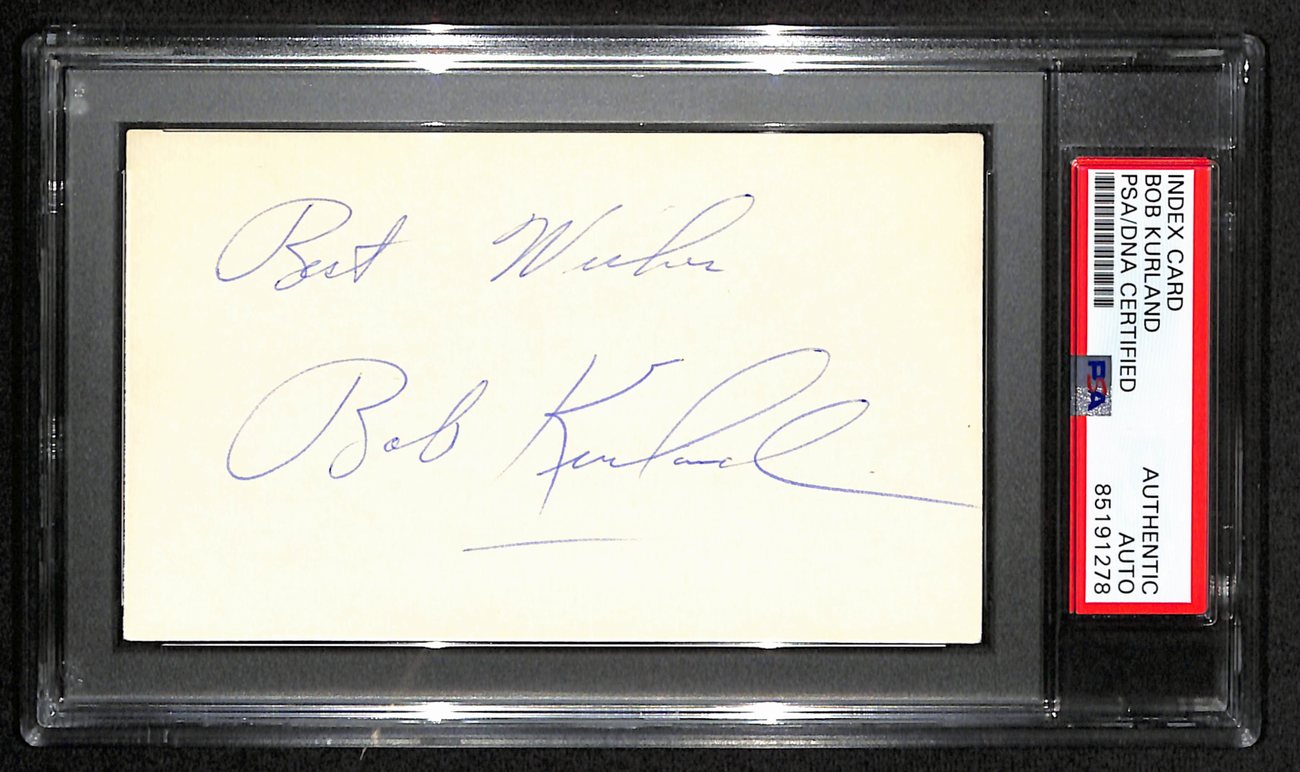 Best Wishes
Bob Kurland
INDEX CARD
BOB KURLAND
PSA/DNA CERTIFIED
PSA
AUTHENTIC
AUTO
85191278